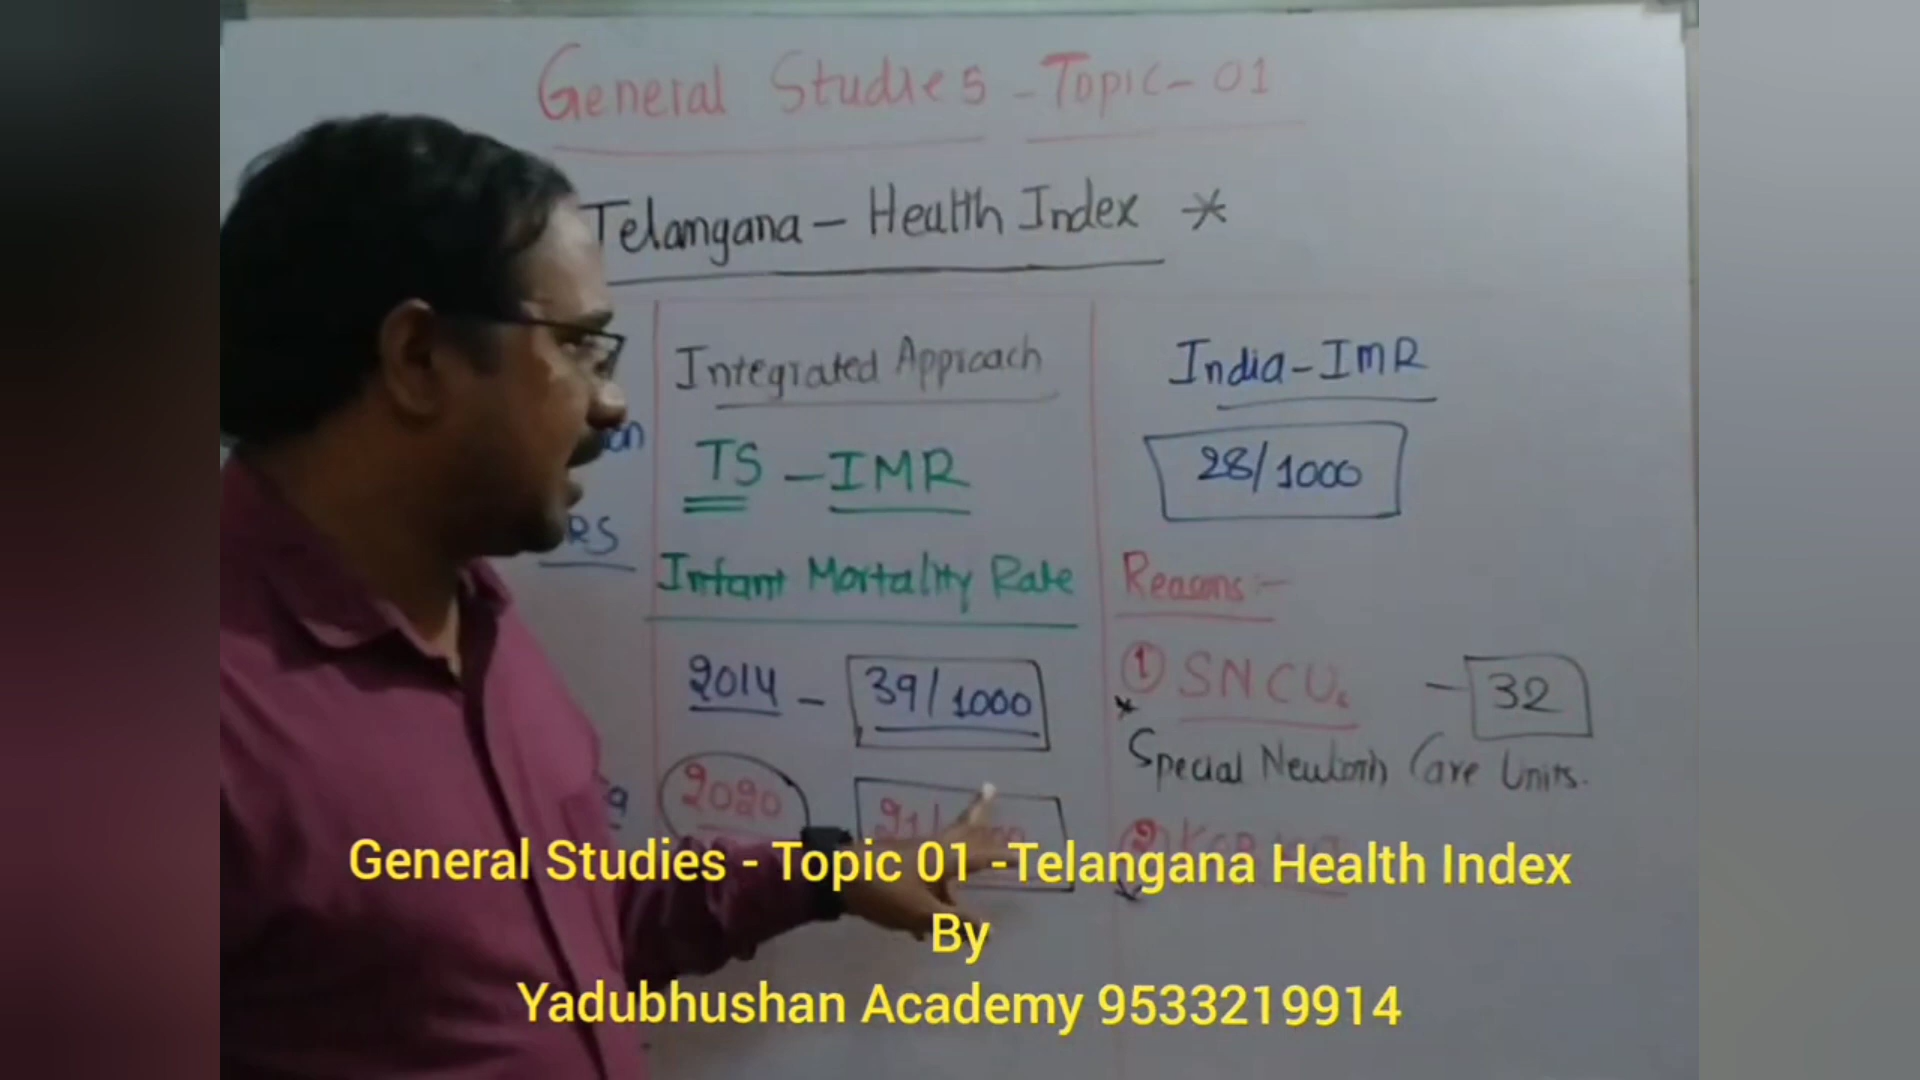 General Studies - Topic - 01
Telangana - Health Index *
Integrated Approach
TS - IMR
Infant Mortality Rate
2014 - 39/1000
2020
India - IMR
28/1000
Reasons :-
① SNCUs - 32
* Special Newborn Care Units.
②
General Studies - Topic 01 -Telangana Health Index
By
Yadubhushan Academy 9533219914